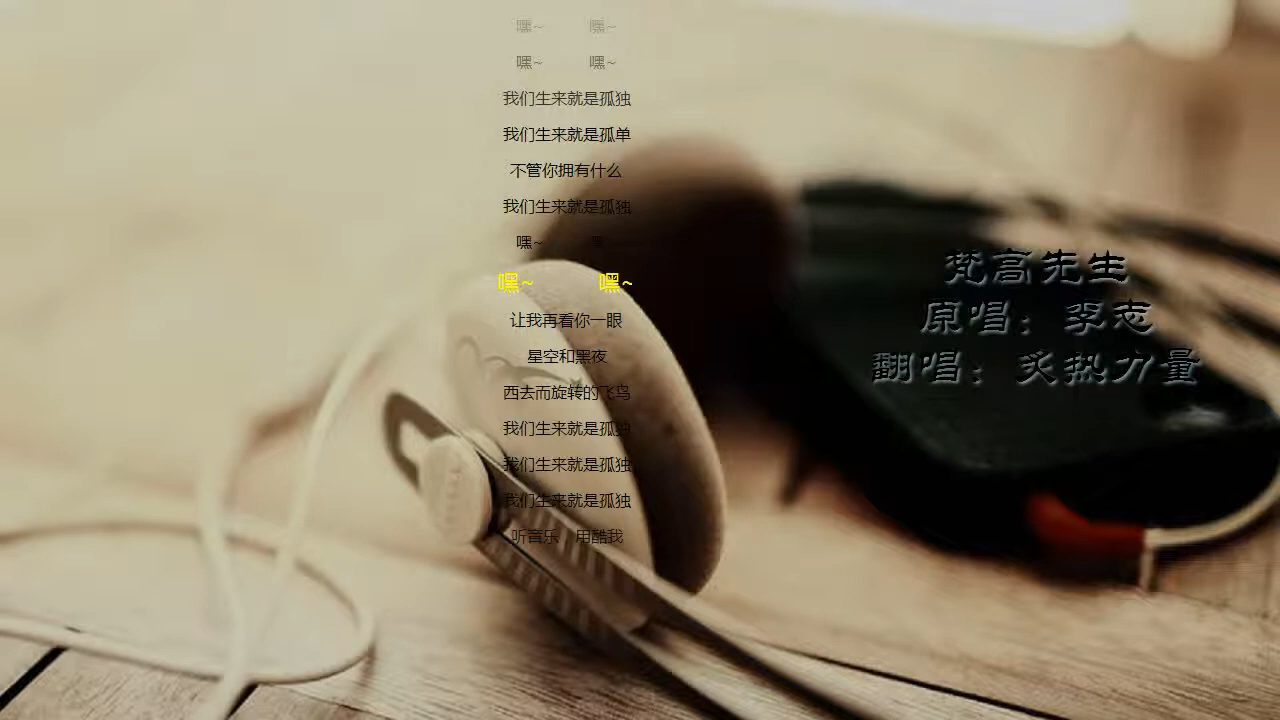 嘿~ 嘿~
嘿~ 嘿~
我们生来就是孤独
我们生来就是孤单
不管你拥有什么
我们生来就是孤独
嘿~ 嘿~
嘿~ 嘿~
让我再看你一眼
星空和黑夜
西去而旋转的飞鸟
我们生来就是孤独
我们生来就是孤独
我们生来就是孤独
听音乐 用酷我
梵高先生
原唱：李志
翻唱：炙热力量